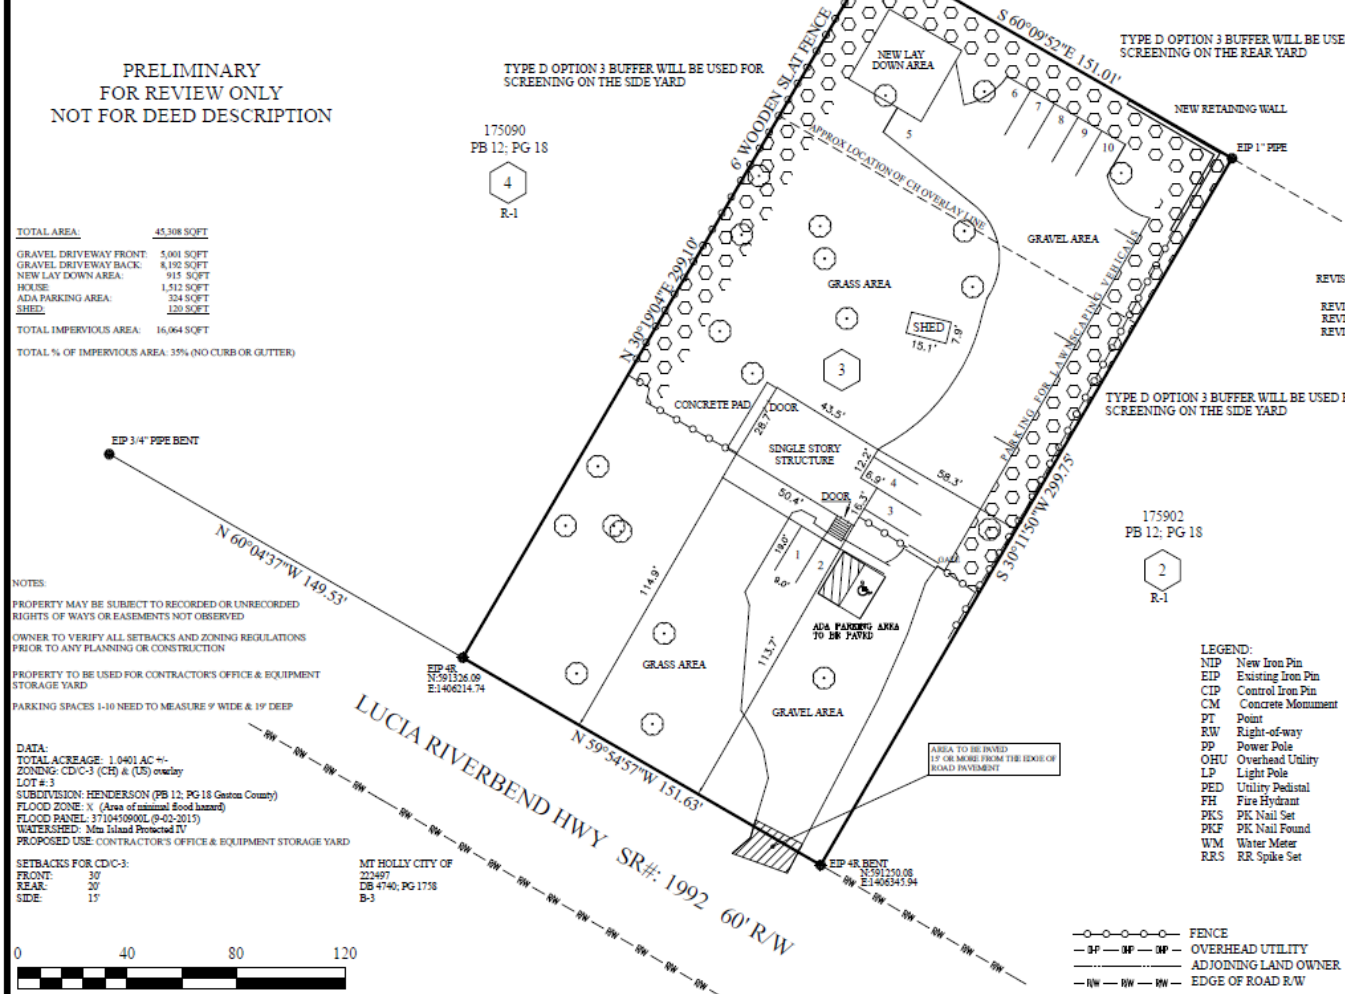 PRELIMINARY
FOR REVIEW ONLY
NOT FOR DEED DESCRIPTION
TYPE D OPTION 3 BUFFER WILL BE USED FOR
SCREENING ON THE SIDE YARD
175090
PB 12; PG 18
4
R-1
6' WOODEN SLAT FENCE
S 60°09'52"E 151.01'
TYPE D OPTION 3 BUFFER WILL BE USE
SCREENING ON THE REAR YARD
NEW LAY
DOWN AREA
NEW RETAINING WALL
EIP 1" PIPE
5
6
7
8
9
10
APPROX LOCATION OF CH OVERLAY LINE
GRAVEL AREA
TOTAL AREA: 45,308 SQFT
GRAVEL DRIVEWAY FRONT: 5,001 SQFT
GRAVEL DRIVEWAY BACK: 8,192 SQFT
NEW LAY DOWN AREA: 915 SQFT
HOUSE: 1,512 SQFT
ADA PARKING AREA: 324 SQFT
SHED: 120 SQFT
TOTAL IMPERVIOUS AREA: 16,064 SQFT
TOTAL % OF IMPERVIOUS AREA: 35% (NO CURB OR GUTTER)
N 30°19'04"E 299.10'
GRASS AREA
SHED
15.1'
7.9'
3
REVIS
REVI
REVI
REVI
PARKING FOR LAWNSCAPING VEHICAUS
TYPE D OPTION 3 BUFFER WILL BE USED F
SCREENING ON THE SIDE YARD
CONCRETE PAD
DOOR
43.5'
28.7'
SINGLE STORY
STRUCTURE
12.2'
6.9'
4
58.3'
50.4'
DOOR
16.3'
3
S 30°11'50"W 299.75'
EIP 3/4" PIPE BENT
N 60°04'37"W 149.53'
175902
PB 12; PG 18
2
R-1
GATE
19.0'
1
2
9.0'
114.9'
113.7'
ADA PARKING AREA
TO BE PAVED
NOTES:
PROPERTY MAY BE SUBJECT TO RECORDED OR UNRECORDED
RIGHTS OF WAYS OR EASEMENTS NOT OBSERVED
OWNER TO VERIFY ALL SETBACKS AND ZONING REGULATIONS
PRIOR TO ANY PLANNING OR CONSTRUCTION
PROPERTY TO BE USED FOR CONTRACTOR'S OFFICE & EQUIPMENT
STORAGE YARD
PARKING SPACES 1-10 NEED TO MEASURE 9' WIDE & 19' DEEP
EIP 4R
N:591326.09
E:1406214.74
GRASS AREA
GRAVEL AREA
N 59°54'57"W 151.63'
LUCIA RIVERBEND HWY SR#: 1992 60' R/W
AREA TO BE PAVED
15' OR MORE FROM THE EDGE OF
ROAD PAVEMENT
EIP 4R BENT
N:591250.08
E:1406345.94
DATA:
TOTAL ACREAGE: 1.0401 AC +/-
ZONING: CD/C-3 (CH) & (US) overlay
LOT #: 3
SUBDIVISION: HENDERSON (PB 12; PG 18 Gaston County)
FLOOD ZONE: X (Area of minimal flood hazard)
FLOOD PANEL: 3710450900L (9-02-2015)
WATERSHED: Mtn Island Protected IV
PROPOSED USE: CONTRACTOR'S OFFICE & EQUIPMENT STORAGE YARD
SETBACKS FOR CD/C-3:
FRONT: 30'
REAR: 20'
SIDE: 15'
MT HOLLY CITY OF
222497
DB 4740; PG 1758
B-3
LEGEND:
NIP New Iron Pin
EIP Existing Iron Pin
CIP Control Iron Pin
CM Concrete Monument
PT Point
RW Right-of-way
PP Power Pole
OHU Overhead Utility
LP Light Pole
PED Utility Pedistal
FH Fire Hydrant
PKS PK Nail Set
PKF PK Nail Found
WM Water Meter
RRS RR Spike Set
FENCE
OHP OHP OHP OVERHEAD UTILITY
ADJOINING LAND OWNER
R/W R/W R/W EDGE OF ROAD R/W
0 40 80 120